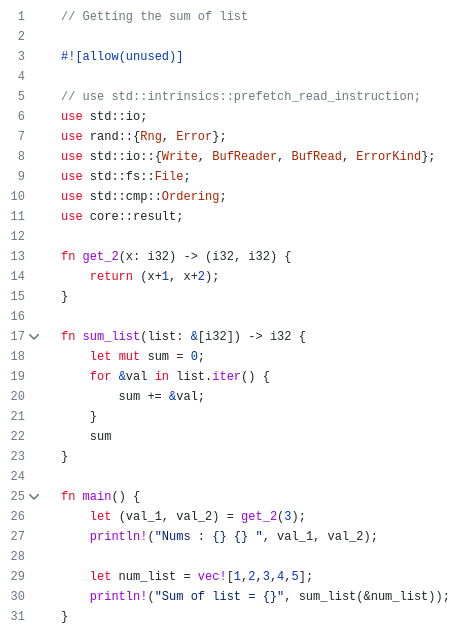 1 // Getting the sum of list
2
3 #![allow(unused)]
4
5 // use std::intrinsics::prefetch_read_instruction;
6 use std::io;
7 use rand::{Rng, Error};
8 use std::io::{Write, BufReader, BufRead, ErrorKind};
9 use std::fs::File;
10 use std::cmp::Ordering;
11 use core::result;
12
13 fn get_2(x: i32) -> (i32, i32) {
14     return (x+1, x+2);
15 }
16
17 fn sum_list(list: &[i32]) -> i32 {
18     let mut sum = 0;
19     for &val in list.iter() {
20         sum += &val;
21     }
22     sum
23 }
24
25 fn main() {
26     let (val_1, val_2) = get_2(3);
27     println!("Nums : {} {} ", val_1, val_2);
28
29     let num_list = vec![1,2,3,4,5];
30     println!("Sum of list = {}", sum_list(&num_list));
31 }